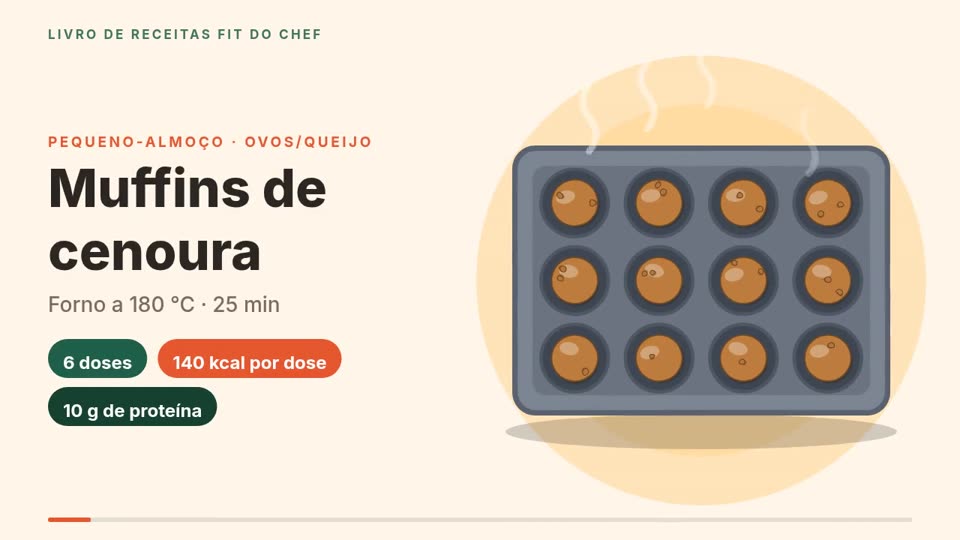 LIVRO DE RECEITAS FIT DO CHEF
PEQUENO-ALMOÇO · OVOS/QUEIJO
Muffins de
cenoura
Forno a 180 °C · 25 min
6 doses
140 kcal por dose
10 g de proteína